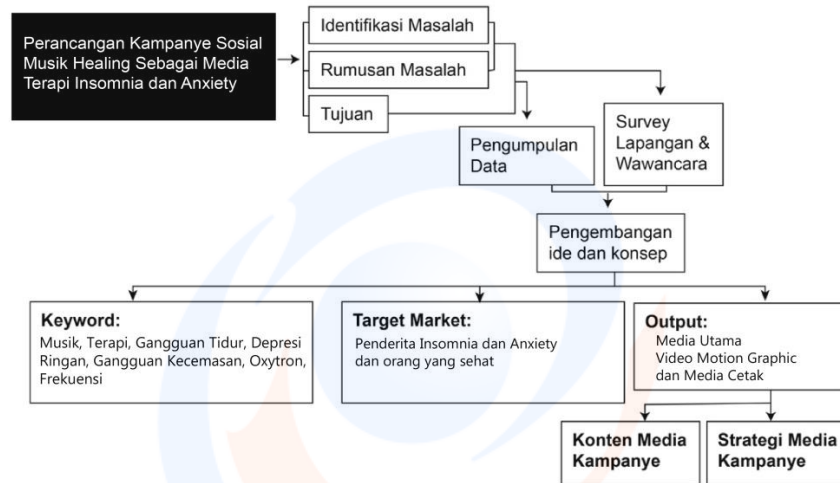 Perancangan Kampanye Sosial
Musik Healing Sebagai Media
Terapi Insomnia dan Anxiety
Identifikasi Masalah
Rumusan Masalah
Tujuan
Pengumpulan
Data
Survey
Lapangan &
Wawancara
Pengembangan
ide dan konsep
Keyword:
Musik, Terapi, Gangguan Tidur, Depresi
Ringan, Gangguan Kecemasan, Oxytron,
Frekuensi
Target Market:
Penderita Insomnia dan Anxiety
dan orang yang sehat
Output:
Media Utama
Video Motion Graphic
dan Media Cetak
Konten Media
Kampanye
Strategi Media
Kampanye